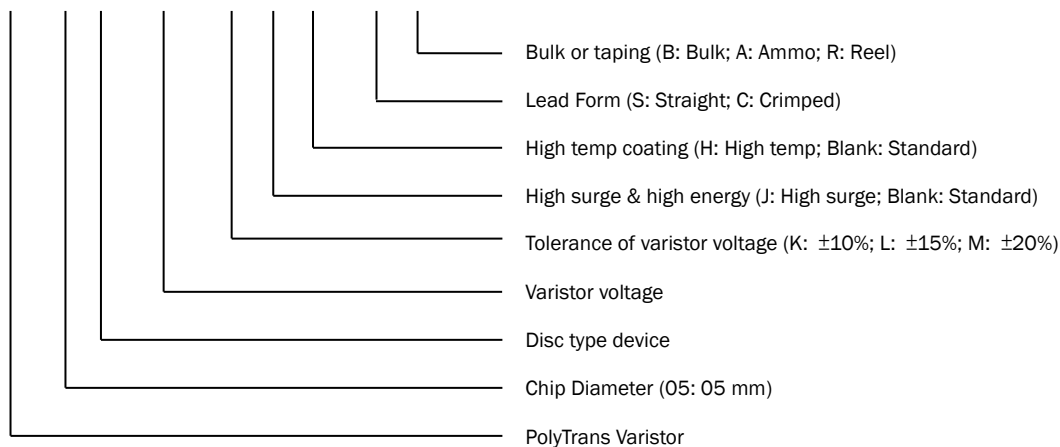 Bulk or taping (B: Bulk; A: Ammo; R: Reel)
Lead Form (S: Straight; C: Crimped)
High temp coating (H: High temp; Blank: Standard)
High surge & high energy (J: High surge; Blank: Standard)
Tolerance of varistor voltage (K: ±10%; L: ±15%; M: ±20%)
Varistor voltage
Disc type device
Chip Diameter (05: 05 mm)
PolyTrans Varistor